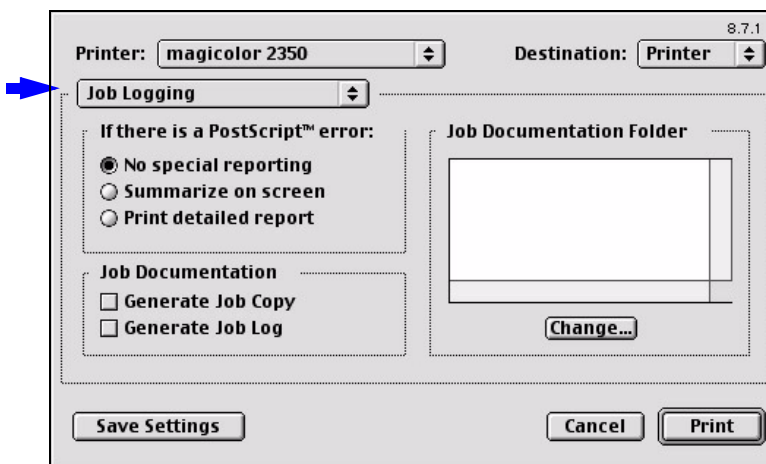 8.7.1
Printer: magicolor 2350 Destination: Printer
Job Logging
If there is a PostScript™ error:
No special reporting
Summarize on screen
Print detailed report
Job Documentation
Generate Job Copy
Generate Job Log
Job Documentation Folder
Change...
Save Settings Cancel Print